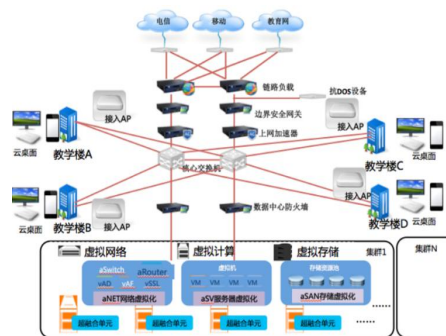 电信 移动 教育网
链路负载
抗DOS设备
接入AP
边界安全网关
接入AP
上网加速器
云桌面
教学楼A
教学楼C
云桌面
核心交换机
接入AP
接入AP
云桌面
教学楼B
数据中心防火墙
教学楼D
云桌面
虚拟网络 虚拟计算 虚拟存储 集群1
集群N
aSwitch aRouter
虚拟机
存储资源池
vAD vAF vSSL
VM VM VM VM
aNET网络虚拟化 aSV服务器虚拟化 aSAN存储虚拟化
……
超融合单元 超融合单元 超融合单元 超融合单元
……